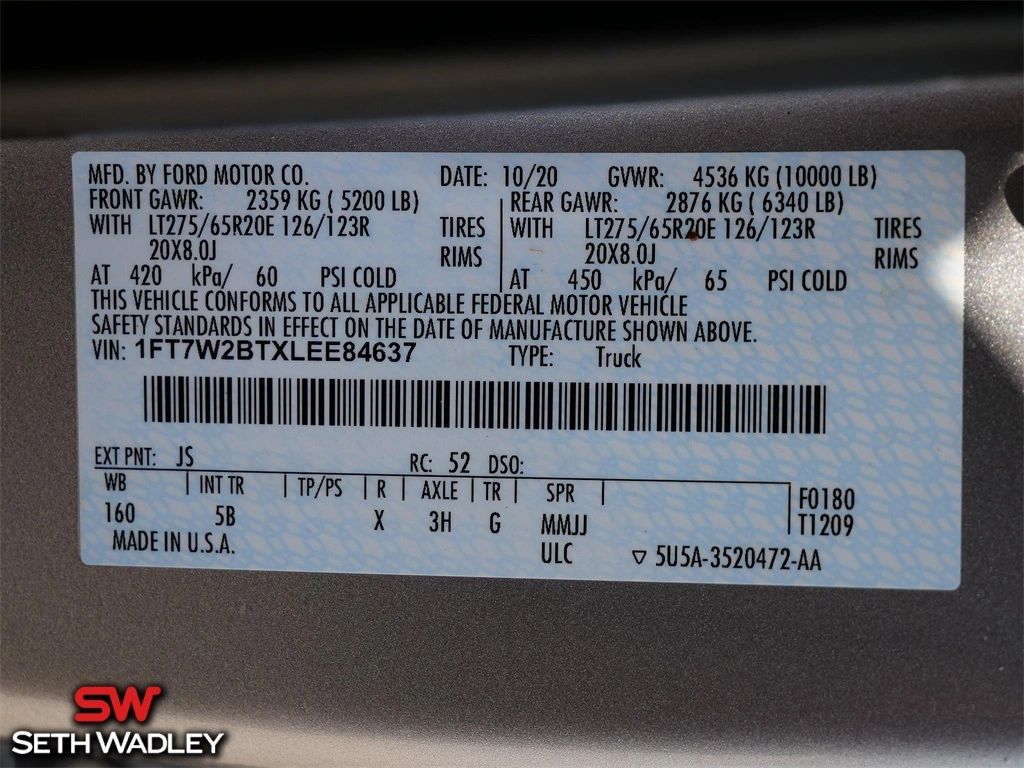 MFD. BY FORD MOTOR CO. DATE: 10/20 GVWR: 4536 KG (10000 LB)
FRONT GAWR: 2359 KG ( 5200 LB) REAR GAWR: 2876 KG ( 6340 LB)
WITH LT275/65R20E 126/123R TIRES WITH LT275/65R20E 126/123R TIRES
20X8.0J RIMS 20X8.0J RIMS
AT 420 kPa/ 60 PSI COLD AT 450 kPa/ 65 PSI COLD
THIS VEHICLE CONFORMS TO ALL APPLICABLE FEDERAL MOTOR VEHICLE
SAFETY STANDARDS IN EFFECT ON THE DATE OF MANUFACTURE SHOWN ABOVE.
VIN: 1FT7W2BTXLEE84637 TYPE: Truck
EXT PNT: JS RC: 52 DSO:
WB INT TR TP/PS R AXLE TR SPR F0180
160 5B X 3H G MMJJ T1209
MADE IN U.S.A. ULC ▽ 5U5A-3520472-AA
SW
SETH WADLEY